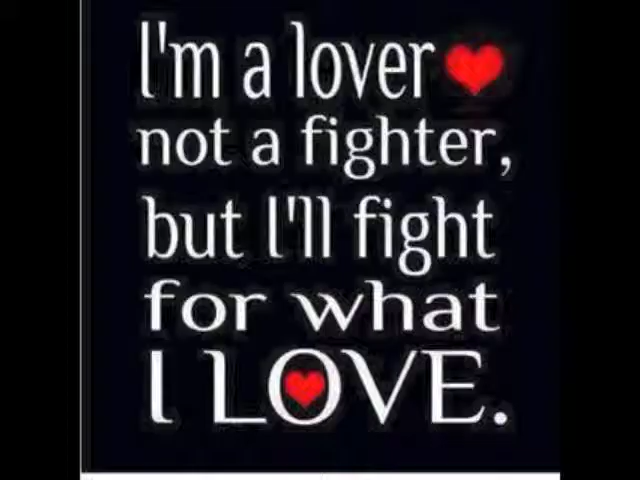 I'm a lover
not a fighter,
but I'll fight
for what
I LOVE.